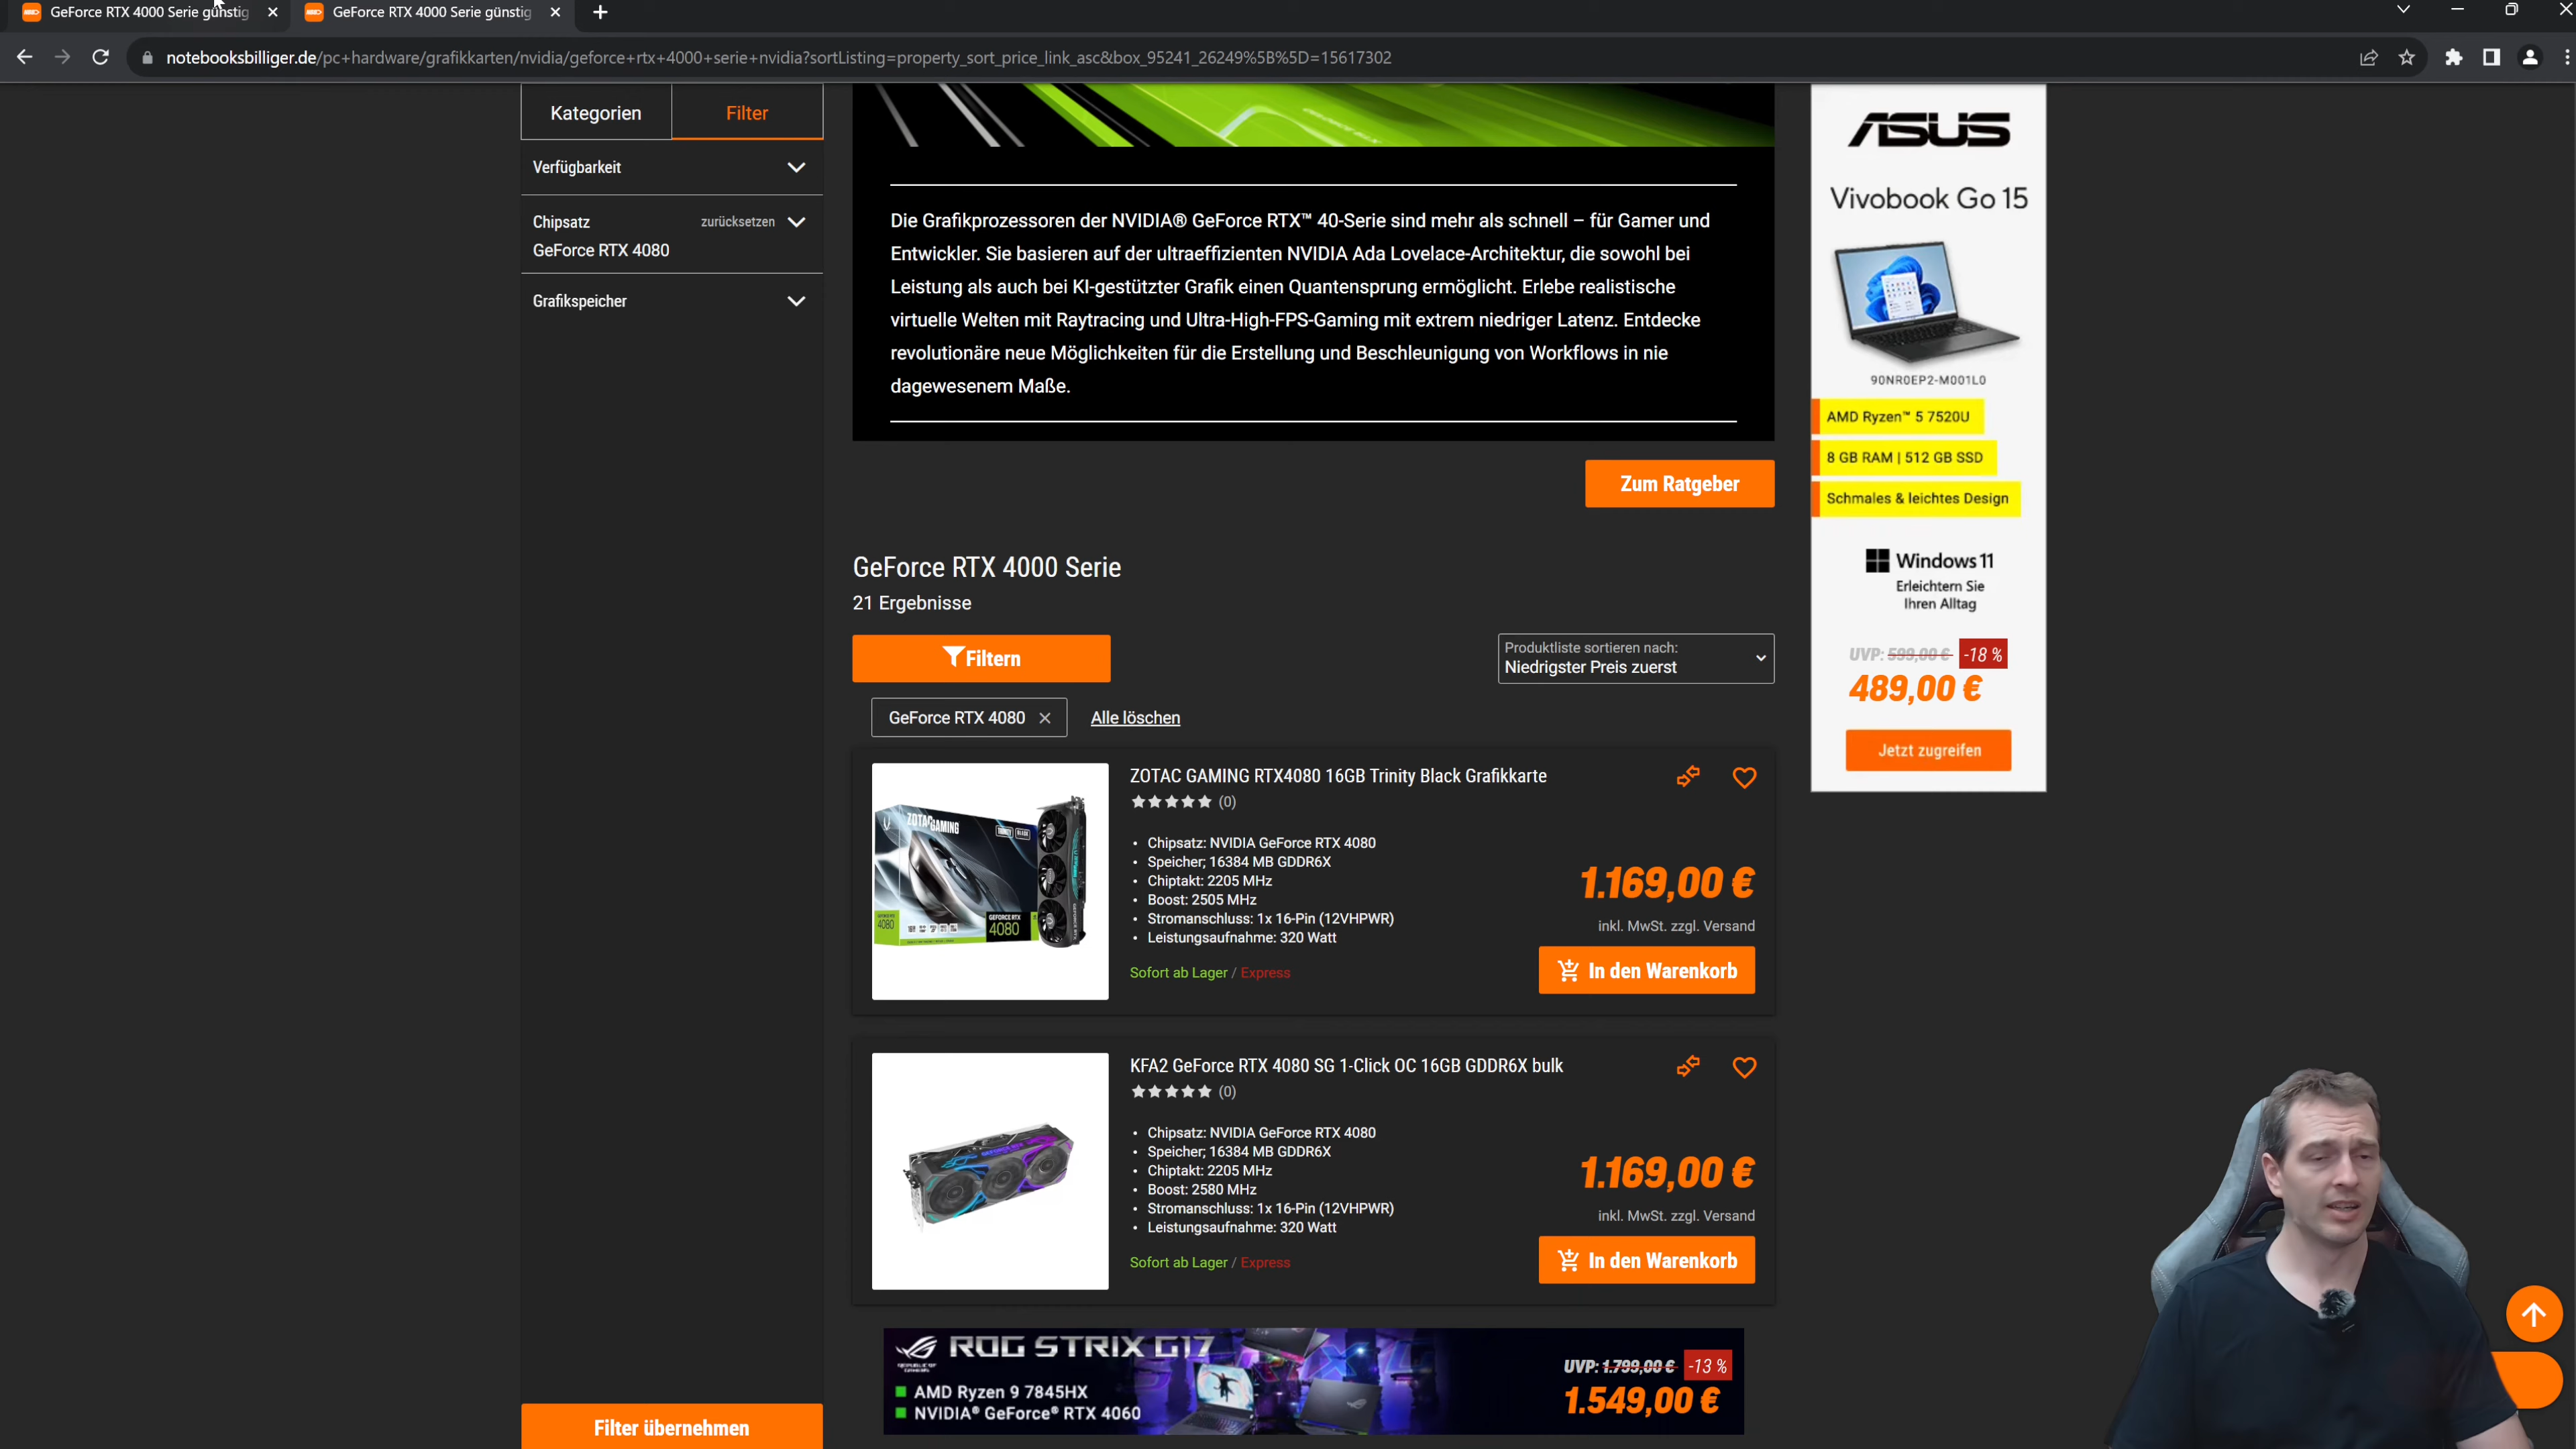 GeForce RTX 4000 Serie günstig
GeForce RTX 4000 Serie günstig
notebooksbilliger.de/pc+hardware/grafikkarten/nvidia/geforce+rtx+4000+serie+nvidia?sortListing=property_sort_price_link_asc&box_95241_26249%5B%5D=15617302
Kategorien
Filter
Verfügbarkeit
Chipsatz
zurücksetzen
GeForce RTX 4080
Grafikspeicher
Filter übernehmen
Die Grafikprozessoren der NVIDIA® GeForce RTX™ 40-Serie sind mehr als schnell – für Gamer und
Entwickler. Sie basieren auf der ultraeffizienten NVIDIA Ada Lovelace-Architektur, die sowohl bei
Leistung als auch bei KI-gestützter Grafik einen Quantensprung ermöglicht. Erlebe realistische
virtuelle Welten mit Raytracing und Ultra-High-FPS-Gaming mit extrem niedriger Latenz. Entdecke
revolutionäre neue Möglichkeiten für die Erstellung und Beschleunigung von Workflows in nie
dagewesenem Maße.
Zum Ratgeber
GeForce RTX 4000 Serie
21 Ergebnisse
Filtern
Produktliste sortieren nach:
Niedrigster Preis zuerst
GeForce RTX 4080
Alle löschen
ZOTAC GAMING
GEFORCE RTX
4080
4080
ZOTAC GAMING RTX4080 16GB Trinity Black Grafikkarte
(0)
• Chipsatz: NVIDIA GeForce RTX 4080
• Speicher; 16384 MB GDDR6X
• Chiptakt: 2205 MHz
• Boost: 2505 MHz
• Stromanschluss: 1x 16-Pin (12VHPWR)
• Leistungsaufnahme: 320 Watt
Sofort ab Lager / Express
1.169,00 €
inkl. MwSt. zzgl. Versand
In den Warenkorb
KFA2 GeForce RTX 4080 SG 1-Click OC 16GB GDDR6X bulk
(0)
• Chipsatz: NVIDIA GeForce RTX 4080
• Speicher; 16384 MB GDDR6X
• Chiptakt: 2205 MHz
• Boost: 2580 MHz
• Stromanschluss: 1x 16-Pin (12VHPWR)
• Leistungsaufnahme: 320 Watt
Sofort ab Lager / Express
1.169,00 €
inkl. MwSt. zzgl. Versand
In den Warenkorb
ROG STRIX G17
AMD Ryzen 9 7845HX
NVIDIA® GeForce® RTX 4060
UVP: 1.799,00 € -13 %
1.549,00 €
ASUS
Vivobook Go 15
90NR0EP2-M001L0
AMD Ryzen™ 5 7520U
8 GB RAM | 512 GB SSD
Schmales & leichtes Design
Windows 11
Erleichtern Sie
Ihren Alltag
UVP: 599,00 € -18 %
489,00 €
Jetzt zugreifen